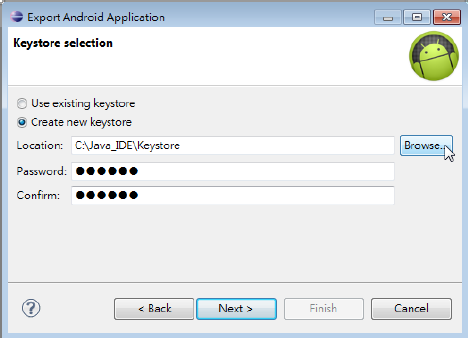 Export Android Application
Keystore selection
Use existing keystore
Create new keystore
Location: C:\Java_IDE\Keystore Browse...
Password: ●●●●●●
Confirm: ●●●●●●
? < Back Next > Finish Cancel